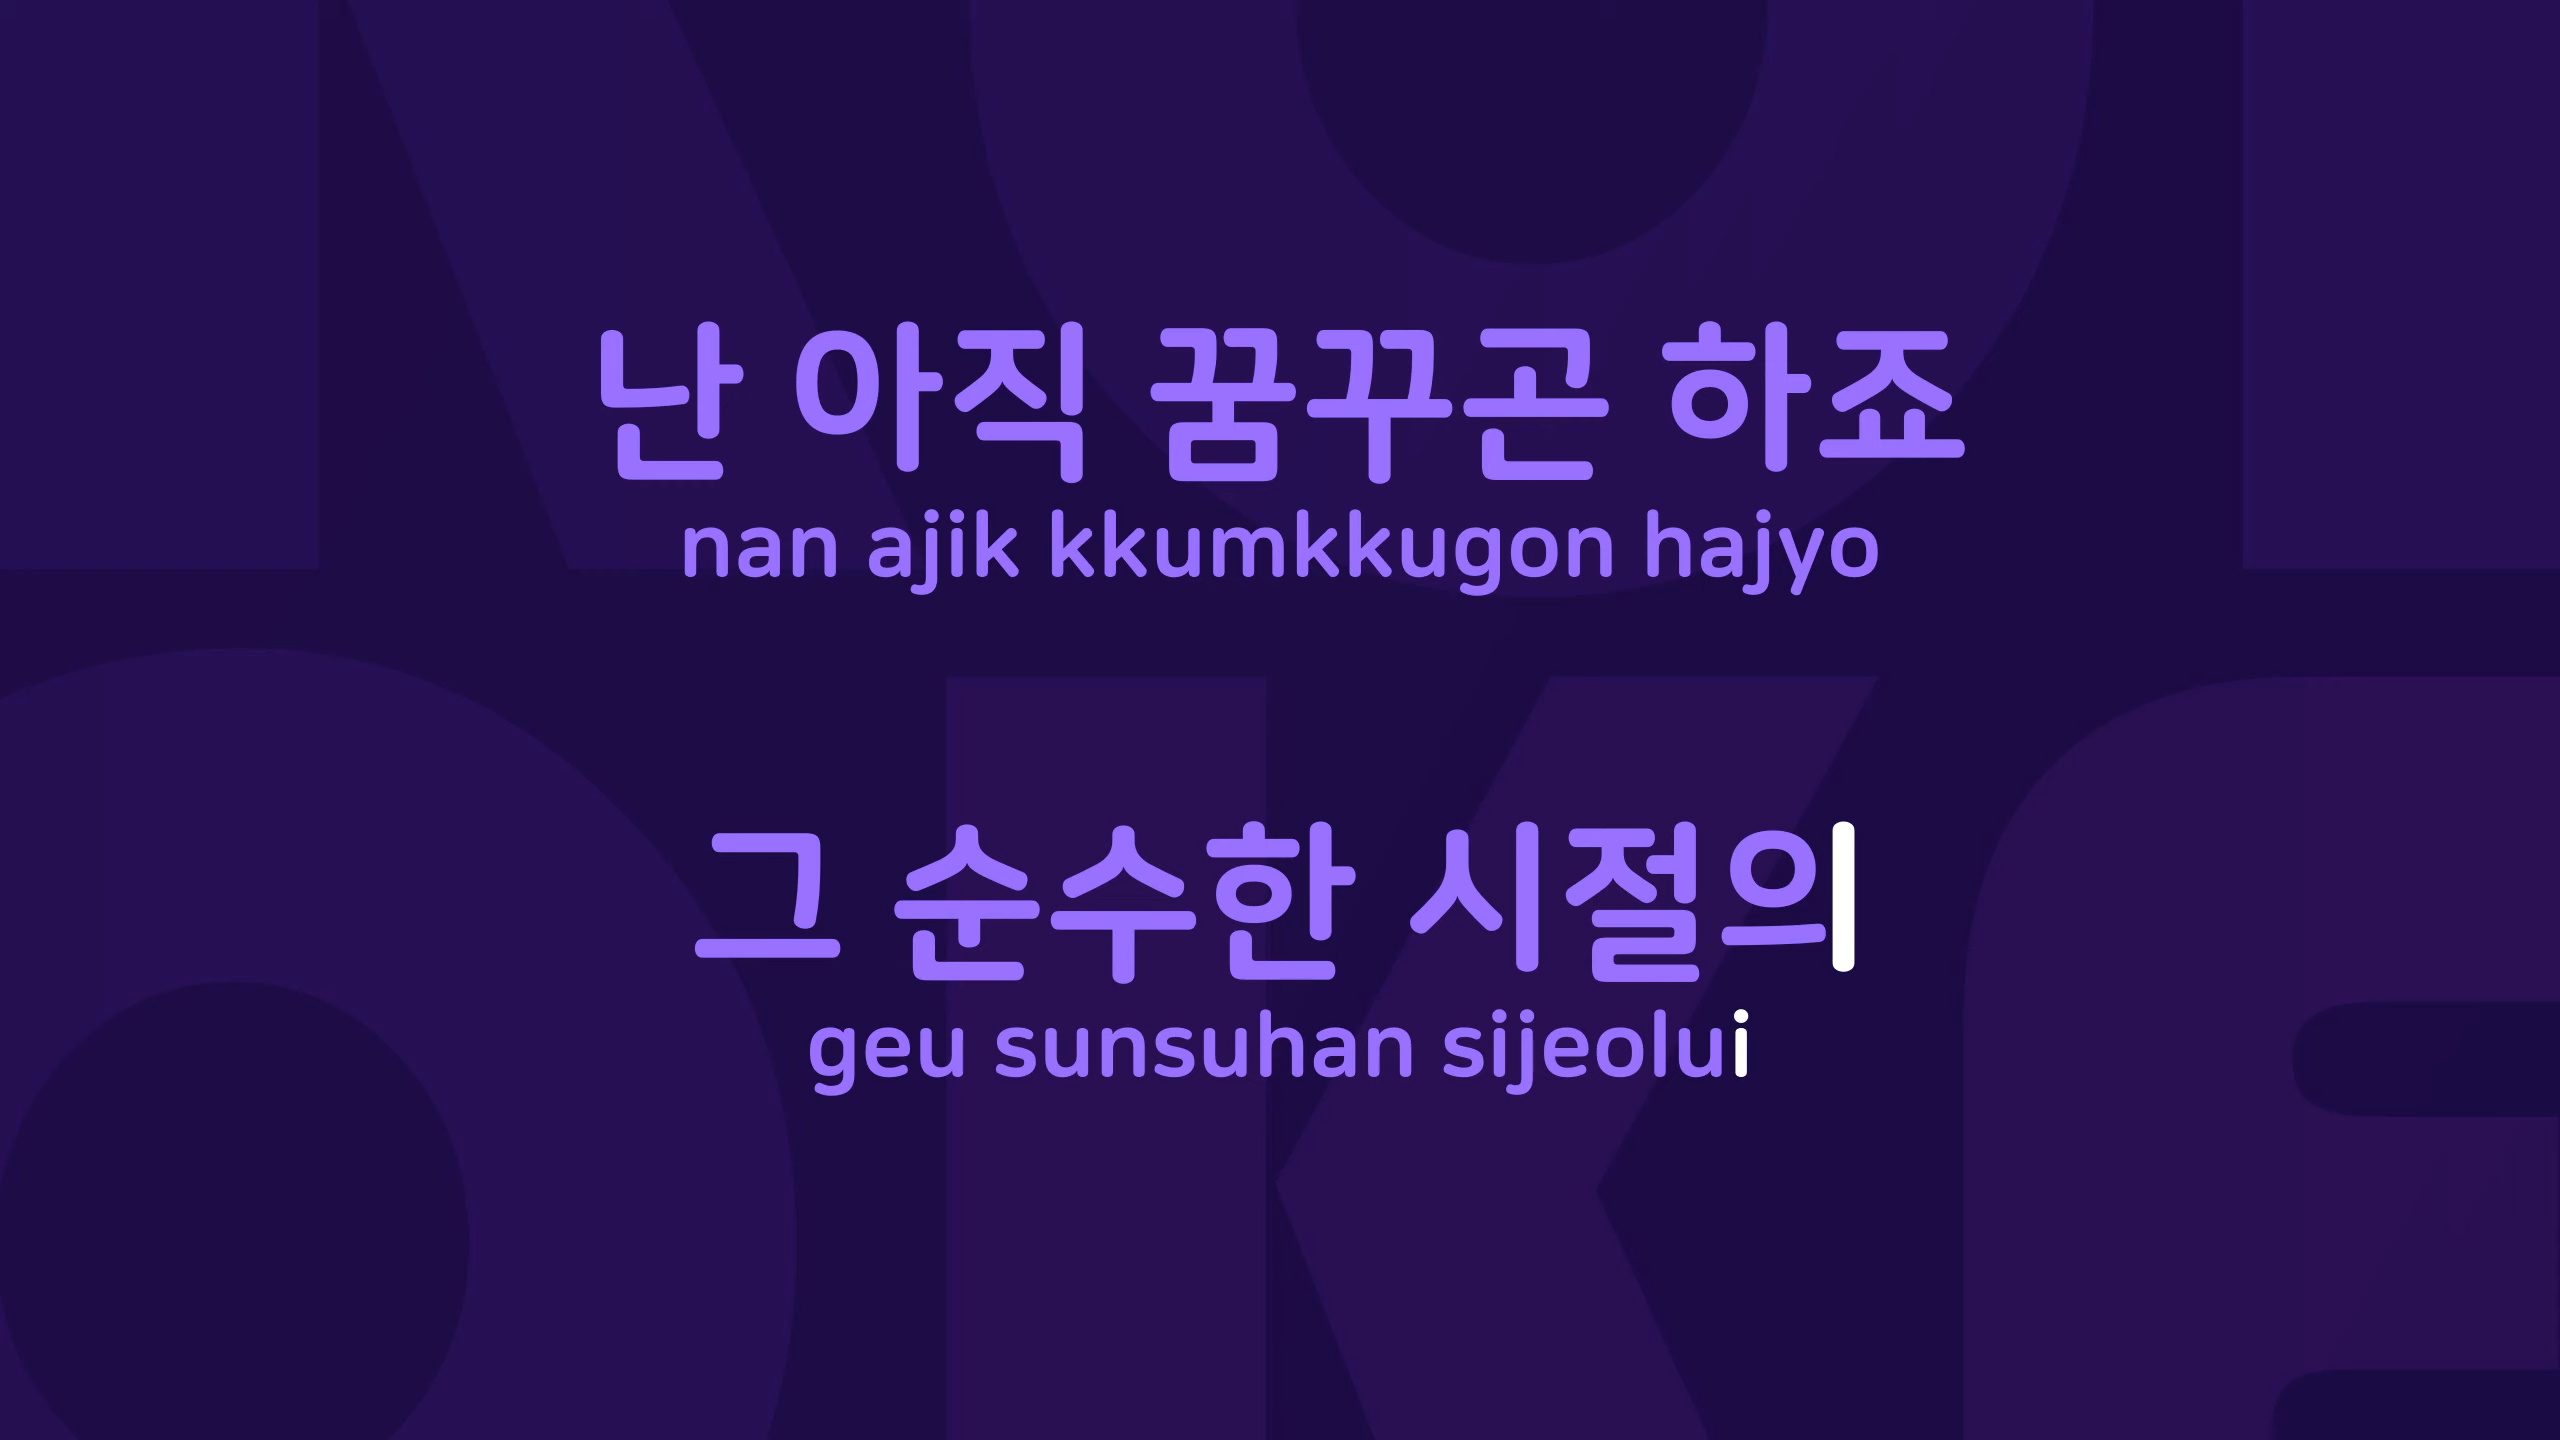 난 아직 꿈꾸곤 하죠
nan ajik kkumkkugon hajyo
그 순수한 시절의
geu sunsuhan sijeolui